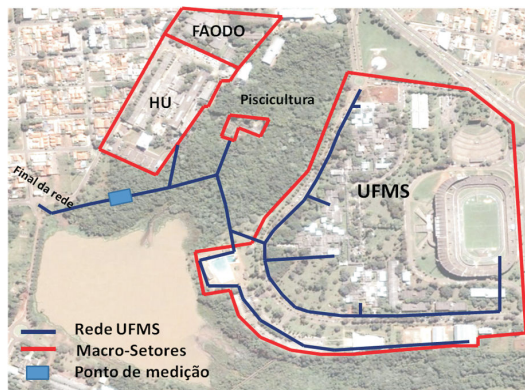 FAODO
HU
Piscicultura
UFMS
Final da rede
Rede UFMS
Macro-Setores
Ponto de medição